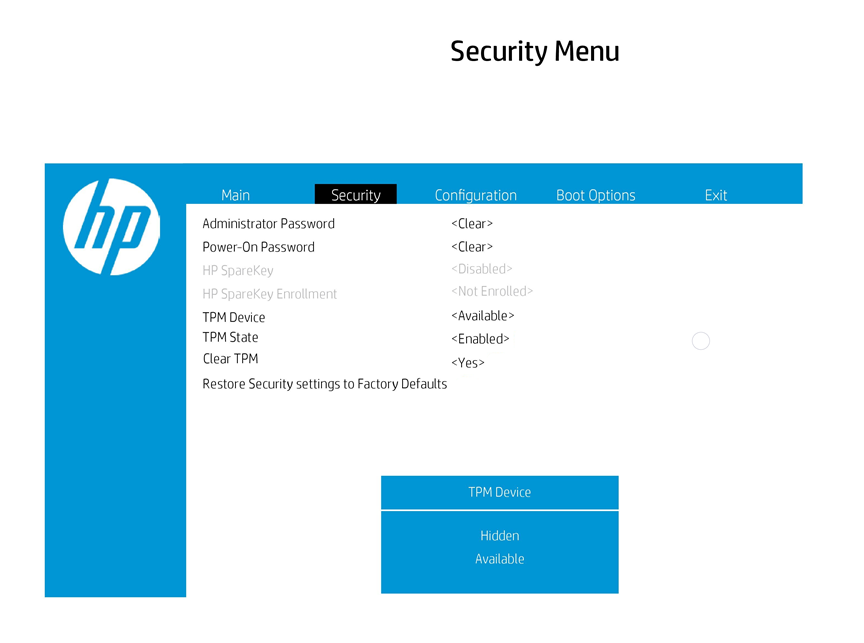 Security Menu
hp
Main Security Configuration Boot Options Exit
Administrator Password <Clear>
Power-On Password <Clear>
HP SpareKey <Disabled>
HP SpareKey Enrollment <Not Enrolled>
TPM Device <Available>
TPM State <Enabled>
Clear TPM <Yes>
Restore Security settings to Factory Defaults
TPM Device
Hidden
Available